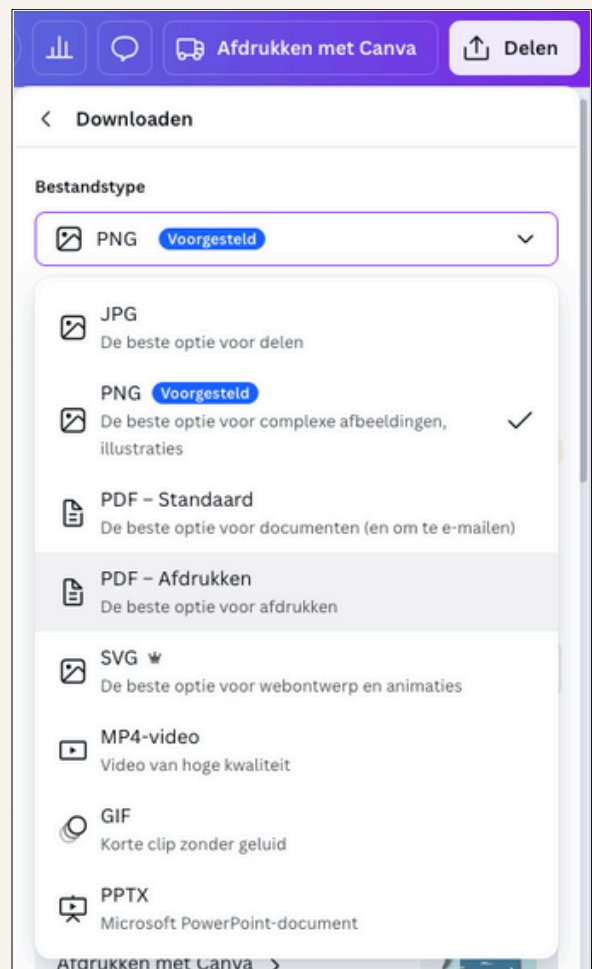 Afdrukken met Canva
Delen
Downloaden
Bestandstype
PNG Voorgesteld
JPG
De beste optie voor delen
PNG Voorgesteld
De beste optie voor complexe afbeeldingen,
illustraties
PDF – Standaard
De beste optie voor documenten (en om te e-mailen)
PDF – Afdrukken
De beste optie voor afdrukken
SVG
De beste optie voor webontwerp en animaties
MP4-video
Video van hoge kwaliteit
GIF
Korte clip zonder geluid
PPTX
Microsoft PowerPoint-document
Afdrukken met Canva